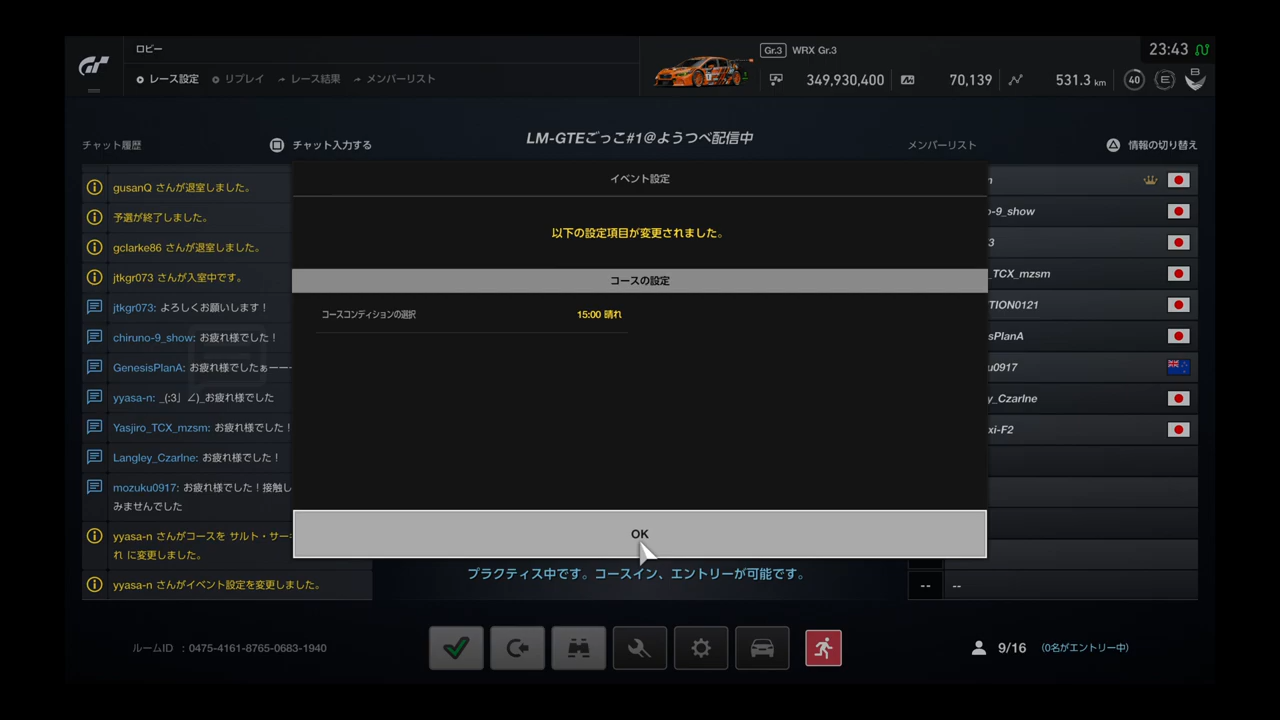 ロビー
レース設定 リプレイ レース結果 メンバーリスト
Gr.3 WRX Gr.3
349,930,400 70,139 531.3 km 40 E B
23:43
チャット履歴 チャット入力する
LM-GTEごっこ#1@ようつべ配信中
メンバーリスト 情報の切り替え
gusanQ さんが退室しました。
予選が終了しました。
gclarke86 さんが退室しました。
jtkgr073 さんが入室中です。
jtkgr073: よろしくお願いします！
chiruno-9_show: お疲れ様でした！
GenesisPlanA: お疲れ様でしたぁーー
yyasa-n: _(:3」∠)_お疲れ様でした
Yasjiro_TCX_mzsm: お疲れ様でした！
Langley_CzarIne: お疲れ様でした！
mozuku0917: お疲れ様でした！接触し
みませんでした
yyasa-n さんがコースを サルト・サー
れ に変更しました。
yyasa-n さんがイベント設定を変更しました。
イベント設定
以下の設定項目が変更されました。
コースの設定
コースコンディションの選択 15:00 晴れ
OK
プラクティス中です。コースイン、エントリーが可能です。
n
o-9_show
3
_TCX_mzsm
TION0121
sPlanA
u0917
y_CzarIne
xi-F2
-- --
ルームID ：0475-4161-8765-0683-1940
9/16 (0名がエントリー中)